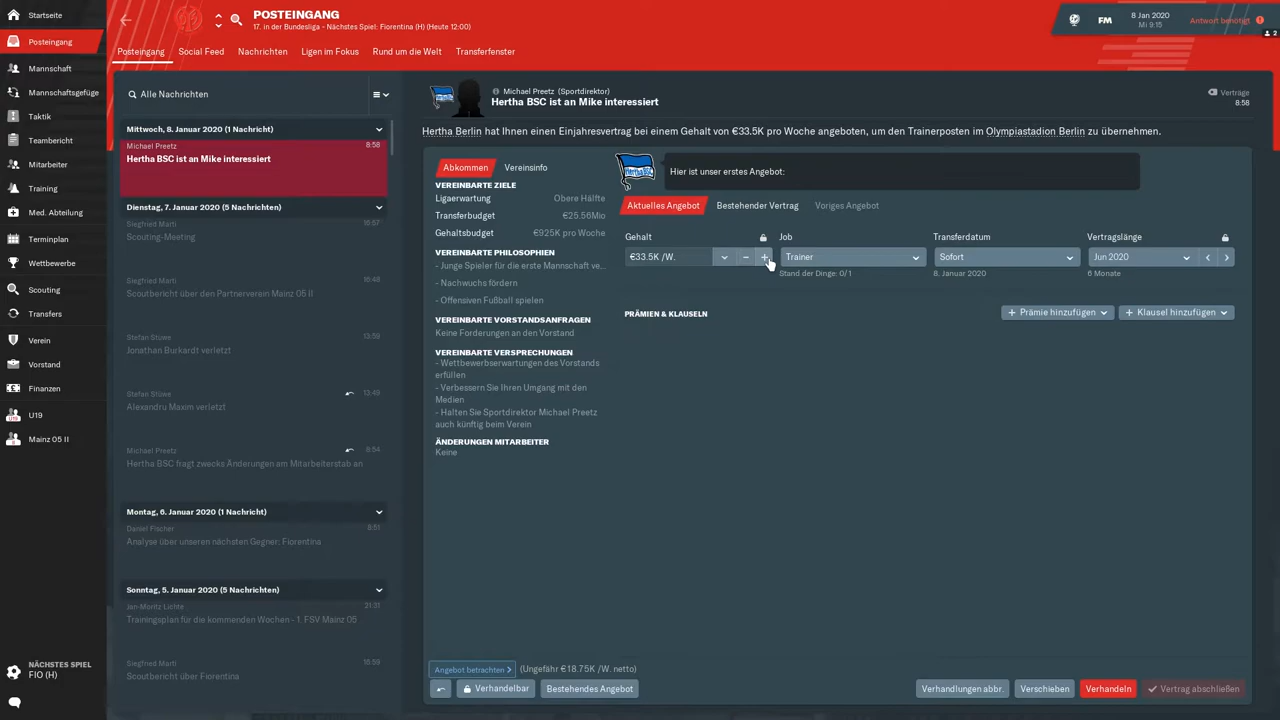 Startseite
Posteingang
Mannschaft
Mannschaftsgefüge
Taktik
Teambericht
Mitarbeiter
Training
Med. Abteilung
Terminplan
Wettbewerbe
Scouting
Transfers
Verein
Vorstand
Finanzen
U19
Mainz 05 II
NÄCHSTES SPIEL
FIO (H)
POSTEINGANG
17. in der Bundesliga - Nächstes Spiel: Fiorentina (H) (Heute 12:00)
FM
8 Jan 2020
Mi 9:15
Antwort benötigt
2
Posteingang Social Feed Nachrichten Ligen im Fokus Rund um die Welt Transferfenster
Alle Nachrichten
Mittwoch, 8. Januar 2020 (1 Nachricht)
Michael Preetz 8:58
Hertha BSC ist an Mike interessiert
Dienstag, 7. Januar 2020 (5 Nachrichten)
Siegfried Marti 16:57
Scouting-Meeting
Siegfried Marti 16:48
Scoutbericht über den Partnerverein Mainz 05 II
Stefan Stüwe 13:59
Jonathan Burkardt verletzt
Stefan Stüwe 13:49
Alexandru Maxim verletzt
Michael Preetz 8:54
Hertha BSC fragt zwecks Änderungen am Mitarbeiterstab an
Montag, 6. Januar 2020 (1 Nachricht)
Daniel Fischer 8:51
Analyse über unseren nächsten Gegner: Fiorentina
Sonntag, 5. Januar 2020 (5 Nachrichten)
Jan-Moritz Lichte 21:31
Trainingsplan für die kommenden Wochen - 1. FSV Mainz 05
Siegfried Marti 16:59
Scoutbericht über Fiorentina
Michael Preetz (Sportdirektor)
Hertha BSC ist an Mike interessiert
Verträge
8:58
Hertha Berlin hat Ihnen einen Einjahresvertrag bei einem Gehalt von €33.5K pro Woche angeboten, um den Trainerposten im Olympiastadion Berlin zu übernehmen.
Abkommen Vereinsinfo
VEREINBARTE ZIELE
Ligaerwartung Obere Hälfte
Transferbudget €25.56Mio
Gehaltsbudget €925K pro Woche
VEREINBARTE PHILOSOPHIEN
- Junge Spieler für die erste Mannschaft ve...
- Nachwuchs fördern
- Offensiven Fußball spielen
VEREINBARTE VORSTANDSANFRAGEN
Keine Forderungen an den Vorstand
VEREINBARTE VERSPRECHUNGEN
- Wettbewerbserwartungen des Vorstands
erfüllen
- Verbessern Sie Ihren Umgang mit den
Medien
- Halten Sie Sportdirektor Michael Preetz
auch künftig beim Verein
ÄNDERUNGEN MITARBEITER
Keine
Hier ist unser erstes Angebot:
Aktuelles Angebot Bestehender Vertrag Voriges Angebot
Gehalt Job Transferdatum Vertragslänge
€33.5K /W. Trainer Sofort Jun 2020
Stand der Dinge: 0/1 8. Januar 2020 6 Monate
PRÄMIEN & KLAUSELN
Prämie hinzufügen Klausel hinzufügen
Angebot betrachten (Ungefähr €18.75K /W. netto)
Verhandelbar Bestehendes Angebot Verhandlungen abbr. Verschieben Verhandeln Vertrag abschließen